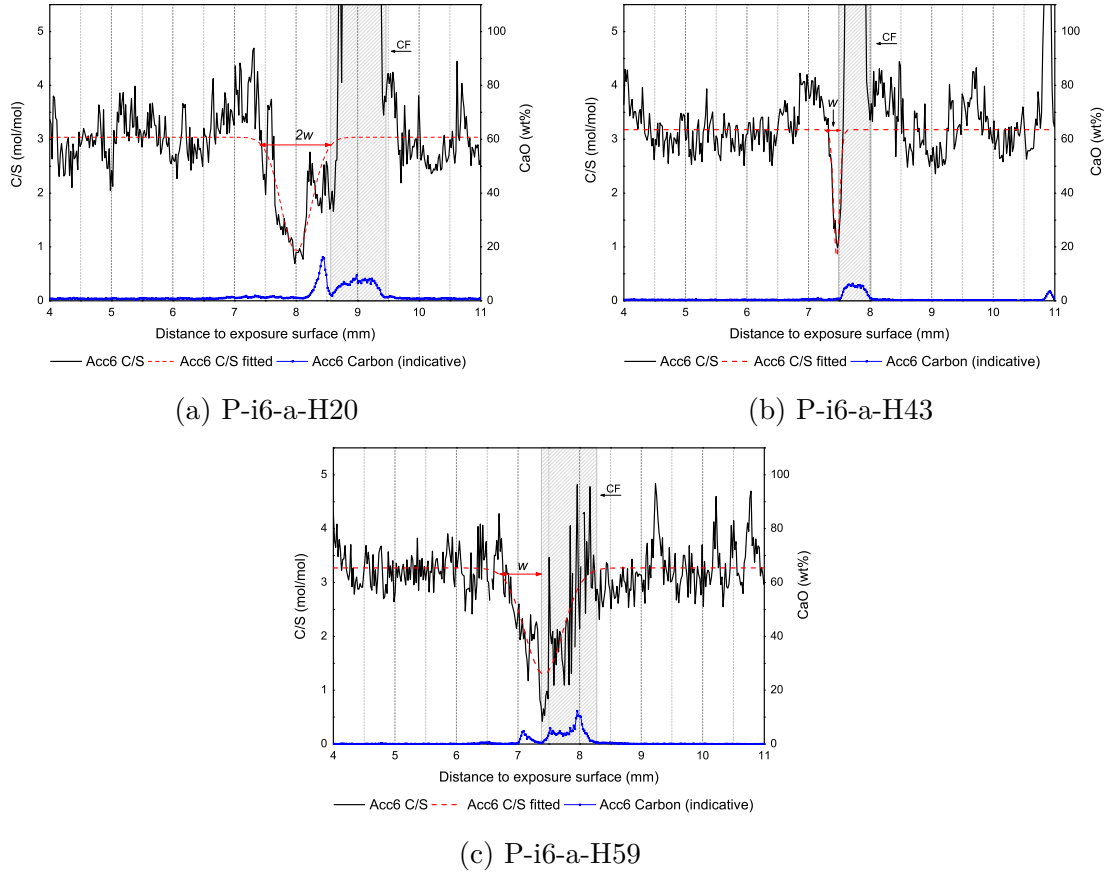 5
4
3
2
1
0
C/S (mol/mol)
100
80
60
40
20
0
CaO (wt%)
CF
2w
4 5 6 7 8 9 10 11
Distance to exposure surface (mm)
Acc6 C/S Acc6 C/S fitted Acc6 Carbon (indicative)
(a) P-i6-a-H20
5
4
3
2
1
0
C/S (mol/mol)
100
80
60
40
20
0
CaO (wt%)
CF
w
4 5 6 7 8 9 10 11
Distance to exposure surface (mm)
Acc6 C/S Acc6 C/S fitted Acc6 Carbon (indicative)
(b) P-i6-a-H43
5
4
3
2
1
0
C/S (mol/mol)
100
80
60
40
20
0
CaO (wt%)
CF
w
4 5 6 7 8 9 10 11
Distance to exposure surface (mm)
Acc6 C/S Acc6 C/S fitted Acc6 Carbon (indicative)
(c) P-i6-a-H59